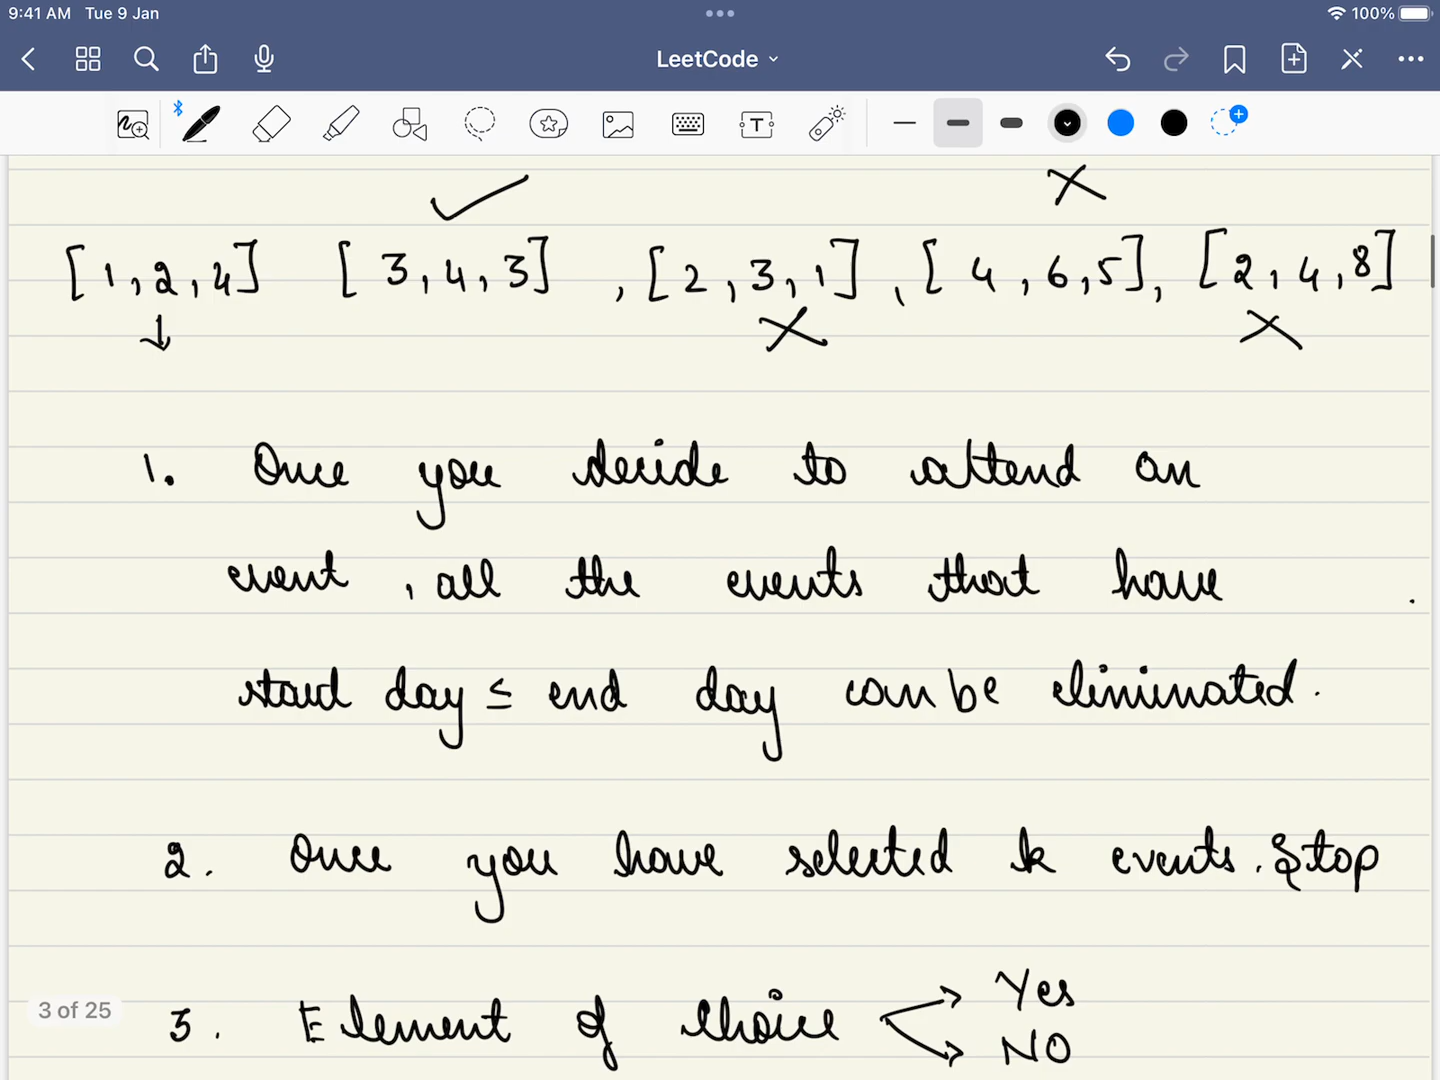 9:41 AM Tue 9 Jan 100%
LeetCode
[1,2,4] [3,4,3] , [2,3,1] , [4,6,5], [2,4,8]
1. Once you decide to attend an
event, all the events that have
start day ≤ end day can be eliminated.
2. Once you have selected k events. Stop
3. Element of choice Yes
NO
3 of 25